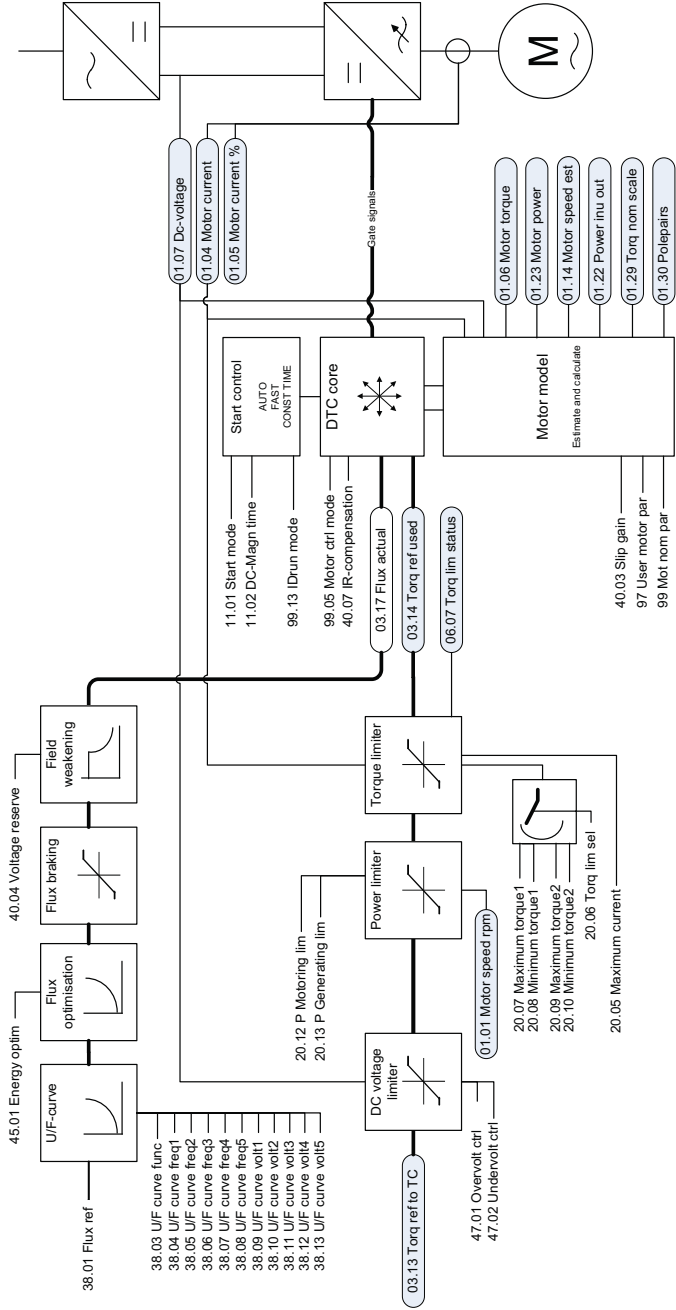 38.01 Flux ref
U/F-curve
38.03 U/F curve func
38.04 U/F curve freq1
38.05 U/F curve freq2
38.06 U/F curve freq3
38.07 U/F curve freq4
38.08 U/F curve freq5
38.09 U/F curve volt1
38.10 U/F curve volt2
38.11 U/F curve volt3
38.12 U/F curve volt4
38.13 U/F curve volt5
45.01 Energy optim
Flux
optimisation
Flux braking
40.04 Voltage reserve
Field
weakening
03.13 Torq ref to TC
DC voltage
limiter
47.01 Overvolt ctrl
47.02 Undervolt ctrl
20.12 P Motoring lim
20.13 P Generating lim
Power limiter
01.01 Motor speed rpm
Torque limiter
20.07 Maximum torque1
20.08 Minimum torque1
20.09 Maximum torque2
20.10 Minimum torque2
20.06 Torq lim sel
20.05 Maximum current
11.01 Start mode
11.02 DC-Magn time
99.13 IDrun mode
99.05 Motor ctrl mode
40.07 IR-compensation
03.17 Flux actual
03.14 Torq ref used
06.07 Torq lim status
Start control
AUTO
FAST
CONST TIME
DTC core
40.03 Slip gain
97 User motor par
99 Mot nom par
Motor model
Estimate and calculate
01.07 Dc-voltage
01.04 Motor current
01.05 Motor current %
Gate signals
01.06 Motor torque
01.23 Motor power
01.14 Motor speed est
01.22 Power inu out
01.29 Torq nom scale
01.30 Polepairs
M